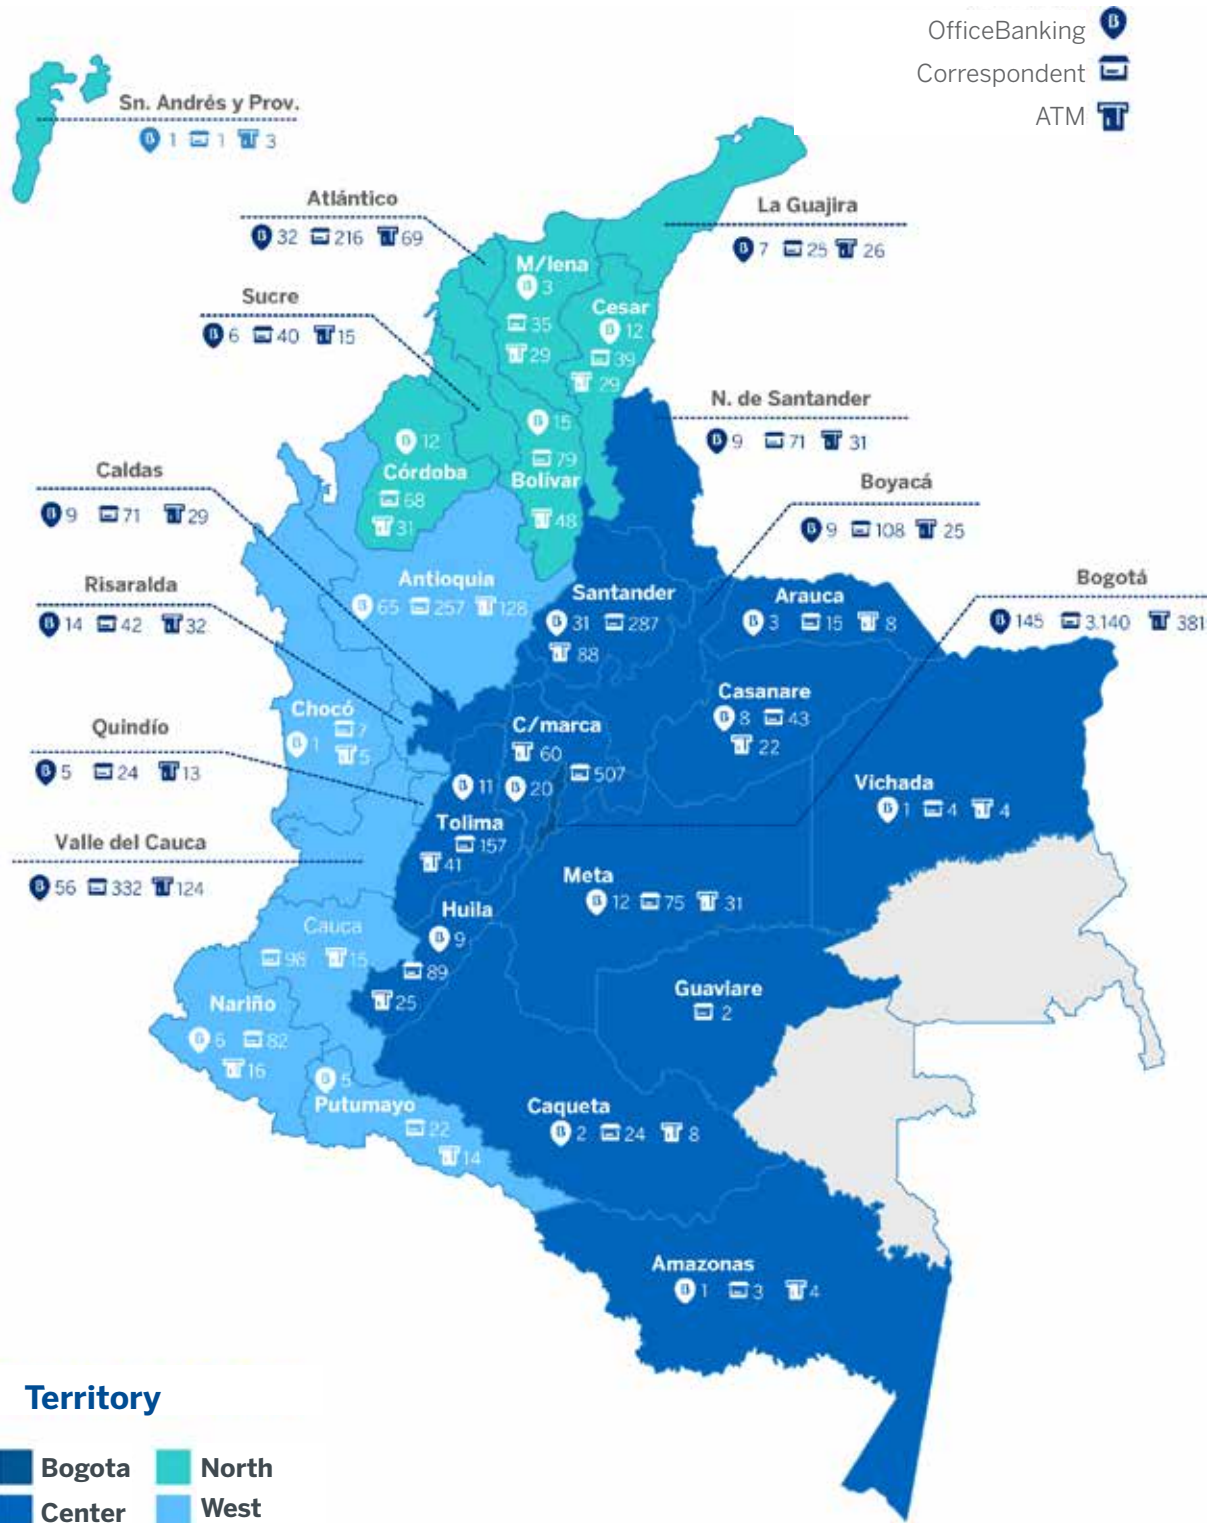 OfficeBanking
Correspondent
ATM
Sn. Andrés y Prov.
1 1 3
Atlántico
32 216 69
La Guajira
7 25 26
M/lena
3
35
29
Cesar
12
39
29
Sucre
6 40 15
N. de Santander
9 71 31
12
Córdoba
68
31
15
79
Bolívar
48
Caldas
9 71 29
Boyacá
9 108 25
Antioquia
65 257 128
Risaralda
14 42 32
Santander
31 287
88
Arauca
3 15 8
Bogotá
145 3.140 381
Chocó
7
1
5
Quindío
5 24 13
C/marca
60
507
20
Casanare
8 43
22
11
Tolima
157
41
Vichada
1 4 4
Valle del Cauca
56 332 124
Meta
12 75 31
Huila
9
89
25
Cauca
98 15
Nariño
6 82
16
Guaviare
2
5
Putumayo
22
14
Caqueta
2 24 8
Amazonas
1 3 4
Territory
Bogota North
Center West